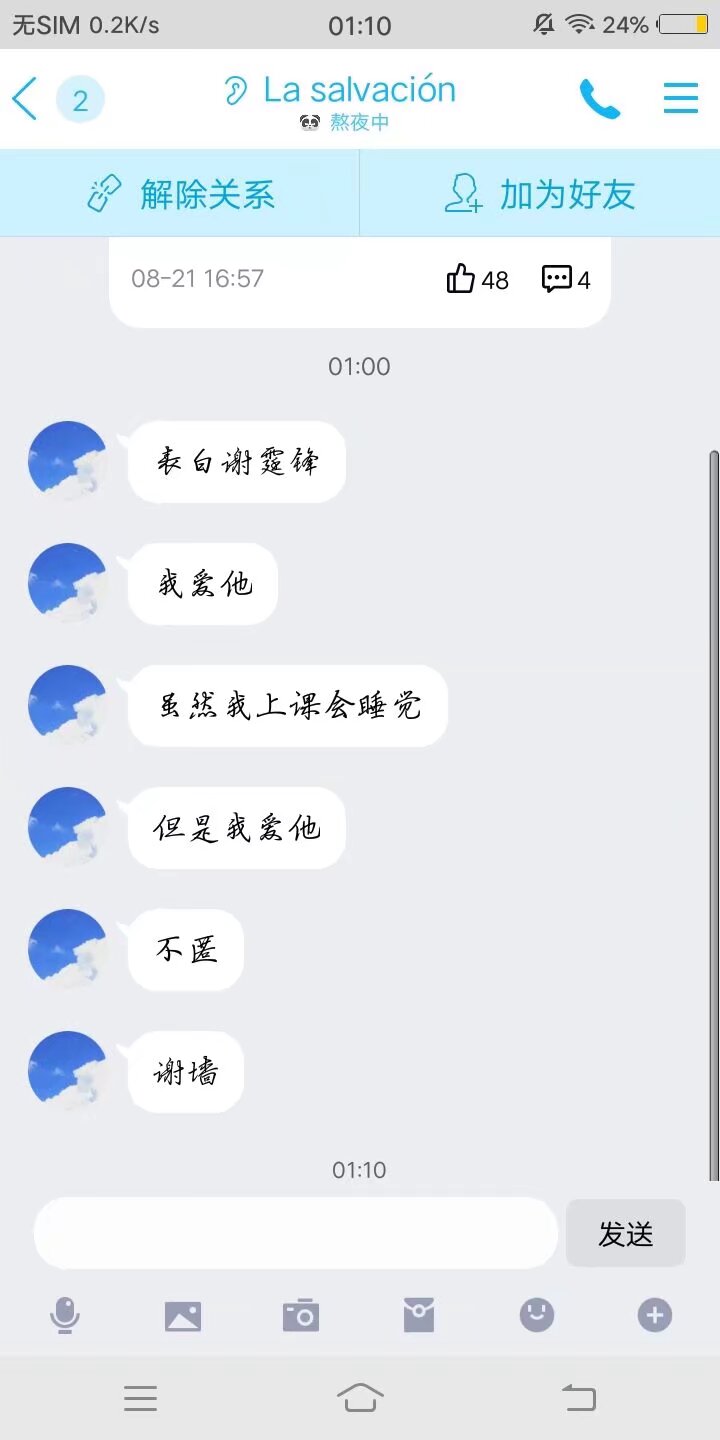 无SIM 0.2K/s 01:10 24%
2 La salvación
熬夜中
解除关系 加为好友
08-21 16:57 48 4
01:00
表白谢霆锋
我爱他
虽然我上课会睡觉
但是我爱他
不匿
谢墙
01:10
发送